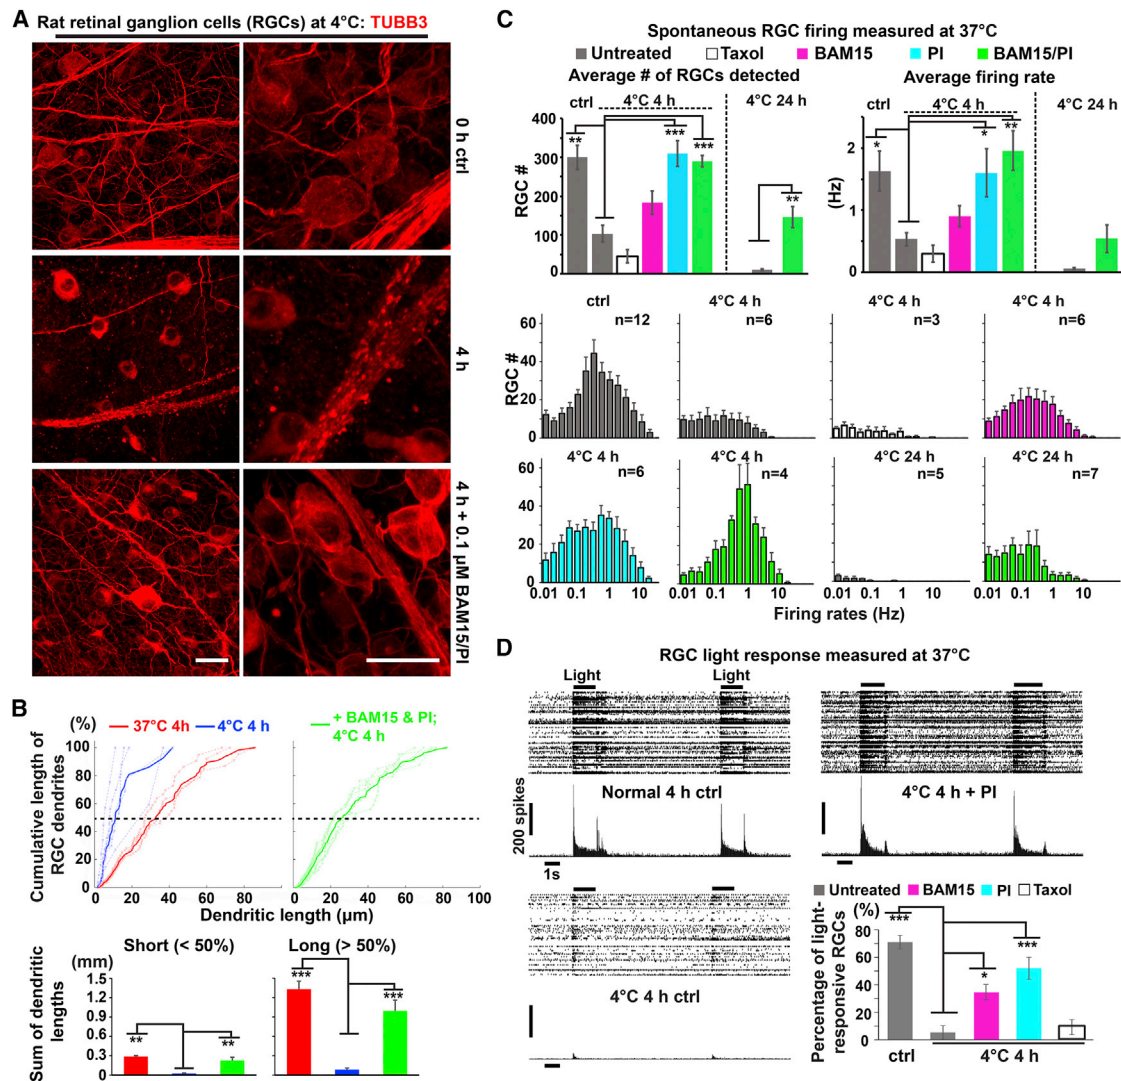 A
Rat retinal ganglion cells (RGCs) at 4°C: TUBB3
0 h ctrl
4 h
4 h + 0.1 µM BAM15/PI
B
(%)
37°C 4h
4°C 4 h
+ BAM15 & PI;
4°C 4 h
Cumulative length of
RGC dendrites
100
80
60
40
20
0
0 20 40 60 80
0 20 40 60 80 100
Dendritic length (µm)
Short (< 50%)
Long (> 50%)
(mm)
Sum of dendritic
lengths
1.5
1.2
0.9
0.6
0.3
0
**
**
***
***
C
Spontaneous RGC firing measured at 37°C
Untreated
Taxol
BAM15
PI
BAM15/PI
Average # of RGCs detected
ctrl
4°C 4 h
4°C 24 h
RGC #
400
300
200
100
0
**
***
***
**
Average firing rate
ctrl
4°C 4 h
4°C 24 h
(Hz)
2
1
0
*
*
**
ctrl
n=12
4°C 4 h
n=6
4°C 4 h
n=3
4°C 4 h
n=6
RGC #
60
40
20
0
4°C 4 h
n=6
4°C 4 h
n=4
4°C 24 h
n=5
4°C 24 h
n=7
60
40
20
0
0.01 0.1 1 10
0.01 0.1 1 10
0.01 0.1 1 10
0.01 0.1 1 10
Firing rates (Hz)
D
RGC light response measured at 37°C
Light
Light
Normal 4 h ctrl
200 spikes
1s
4°C 4 h + PI
4°C 4 h ctrl
Untreated
BAM15
PI
Taxol
(%)
Percentage of light-
responsive RGCs
80
60
40
20
0
***
*
***
ctrl
4°C 4 h